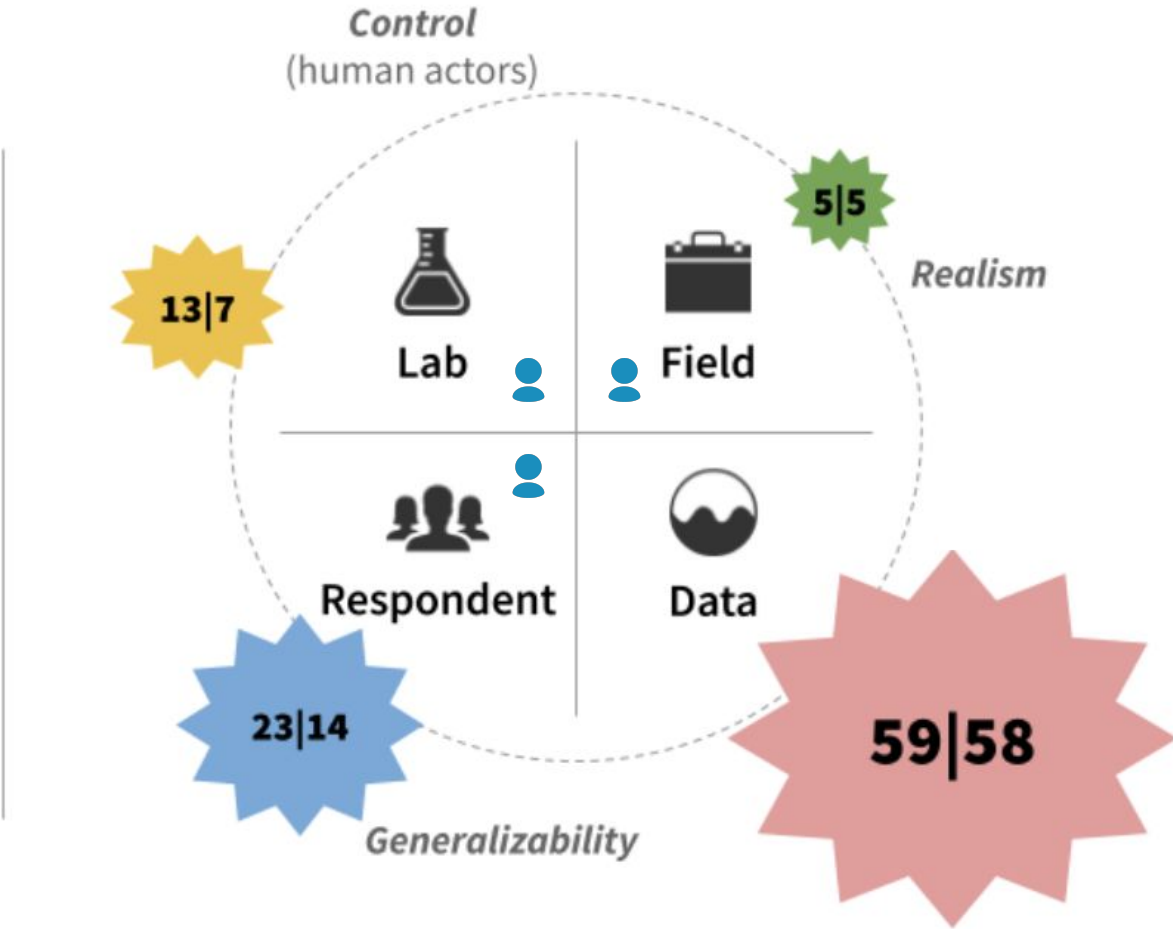 Control
(human actors)
5|5
Realism
13|7
Lab
Field
Respondent
Data
23|14
59|58
Generalizability